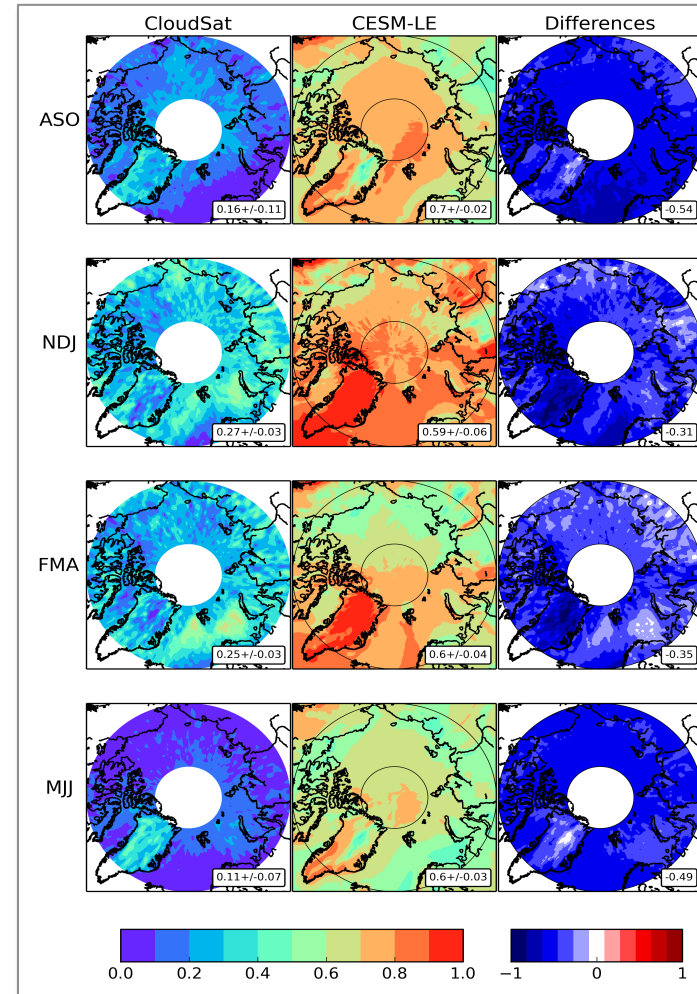 CloudSat CESM-LE Differences
ASO
0.16+/-0.11 0.7+/-0.02 -0.54
NDJ
0.27+/-0.03 0.59+/-0.06 -0.31
FMA
0.25+/-0.03 0.6+/-0.04 -0.35
MJJ
0.11+/-0.07 0.6+/-0.03 -0.49
0.0 0.2 0.4 0.6 0.8 1.0 −1 0 1